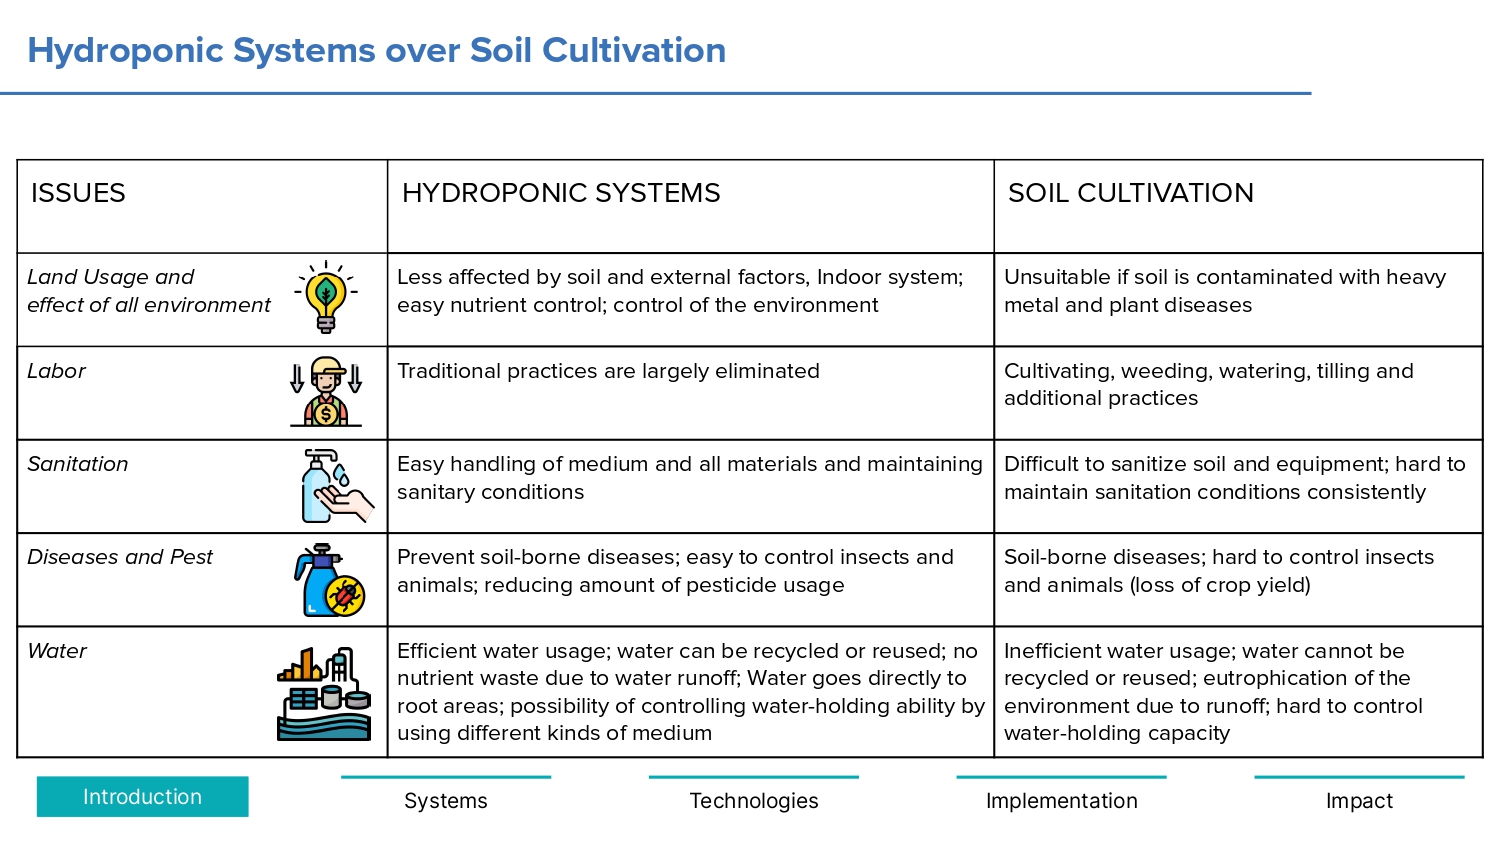 Hydroponic Systems over Soil Cultivation
ISSUES
HYDROPONIC SYSTEMS
SOIL CULTIVATION
Land Usage and
effect of all environment
Less affected by soil and external factors, Indoor system;
easy nutrient control; control of the environment
Unsuitable if soil is contaminated with heavy
metal and plant diseases
Labor
$
Traditional practices are largely eliminated
Cultivating, weeding, watering, tilling and
additional practices
Sanitation
Easy handling of medium and all materials and maintaining
sanitary conditions
Difficult to sanitize soil and equipment; hard to
maintain sanitation conditions consistently
Diseases and Pest
Prevent soil-borne diseases; easy to control insects and
animals; reducing amount of pesticide usage
Soil-borne diseases; hard to control insects
and animals (loss of crop yield)
Water
Efficient water usage; water can be recycled or reused; no
nutrient waste due to water runoff; Water goes directly to
root areas; possibility of controlling water-holding ability by
using different kinds of medium
Inefficient water usage; water cannot be
recycled or reused; eutrophication of the
environment due to runoff; hard to control
water-holding capacity
Introduction
Systems
Technologies
Implementation
Impact